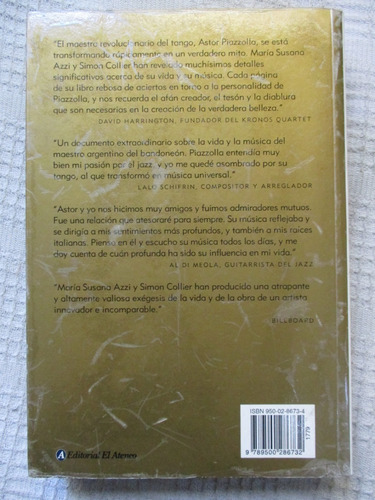 "El maestro revolucionario del tango, Astor Piazzolla, se está
transformando rápidamente en un verdadero mito. María
Susana Azzi y Simon Collier han revelado muchísimos detalles
significativos acerca de su vida y su música. Cada página
de su libro rebosa de aciertos en torno a la personalidad de
Piazzolla, y nos recuerda el afán creador, el tesón y la diablura
que son necesarios en la creación de la verdadera belleza."
DAVID HARRINGTON, FUNDADOR DEL KRONOS QUARTET
"Un documento extraordinario sobre la vida y la música del
maestro argentino del bandoneón. Piazzolla entendía muy
bien mi pasión por el jazz, y yo me quedé asombrado por su
tango, al que transformó en música universal."
LALO SCHIFRIN, COMPOSITOR Y ARREGLADOR
"Astor y yo nos hicimos muy amigos y fuimos admiradores mutuos.
Fue una relación que atesoraré para siempre. Su música reflejaba y
se dirigía a mis sentimientos más profundos, y también a mis raíces
italianas. Pienso en él y escucho su música todos los días, y me
doy cuenta de cuán profunda ha sido su influencia en mi vida."
AL DI MEOLA, GUITARRISTA DEL JAZZ
"María Susana Azzi y Simon Collier han producido una atrapante
y altamente valiosa exégesis de la vida y de la obra de un artista
innovador e incomparable."
BILLBOARD
ISBN 950-02-8673-4
9 789500 286732
1779
Editorial El Ateneo